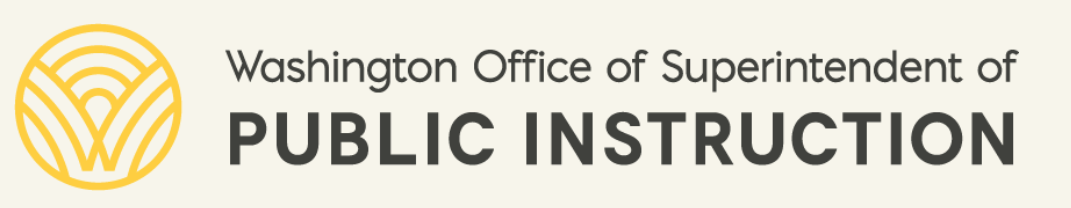 Washington Office of Superintendent of
PUBLIC INSTRUCTION